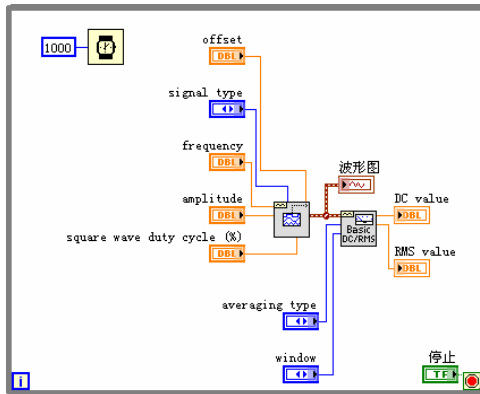 offset
DBL
1000
signal type
frequency
DBL
波形图
amplitude
DBL
DC value
DBL
square wave duty cycle (%)
DBL
Basic
DC/RMS
RMS value
DBL
averaging type
window
停止
TF
i